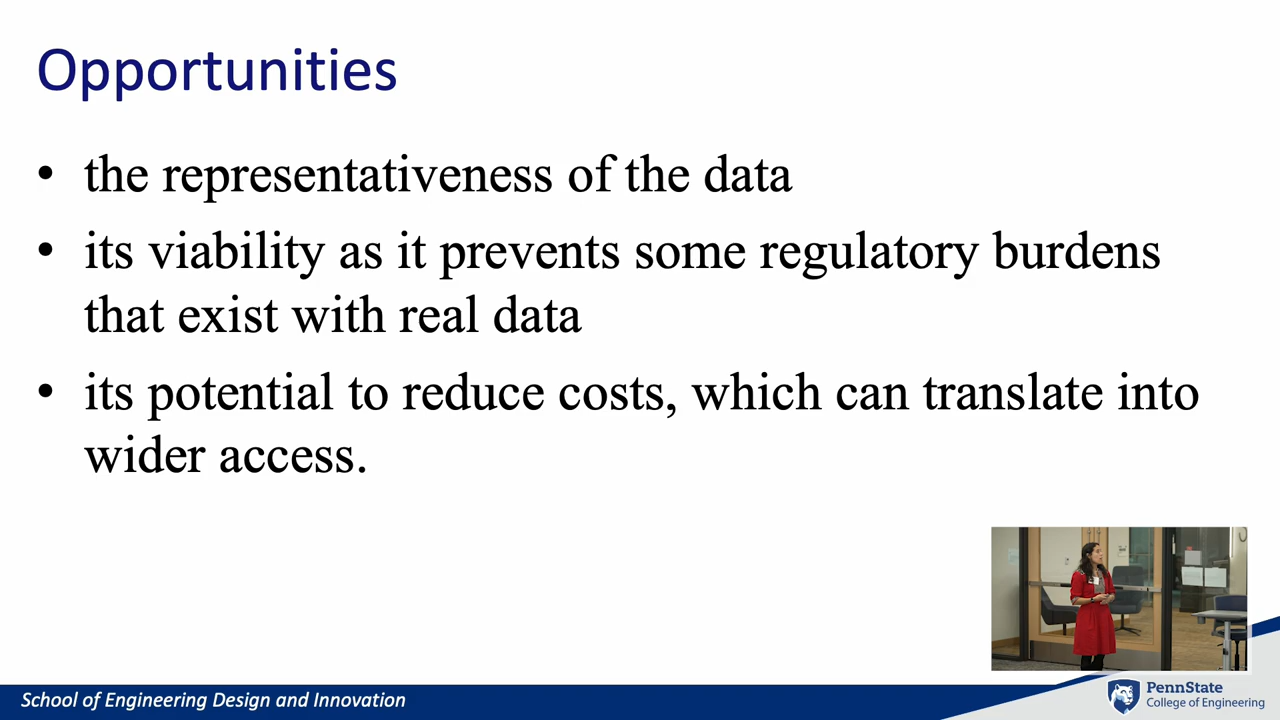 Opportunities
• the representativeness of the data
• its viability as it prevents some regulatory burdens
that exist with real data
• its potential to reduce costs, which can translate into
wider access.
School of Engineering Design and Innovation
PennState
College of Engineering